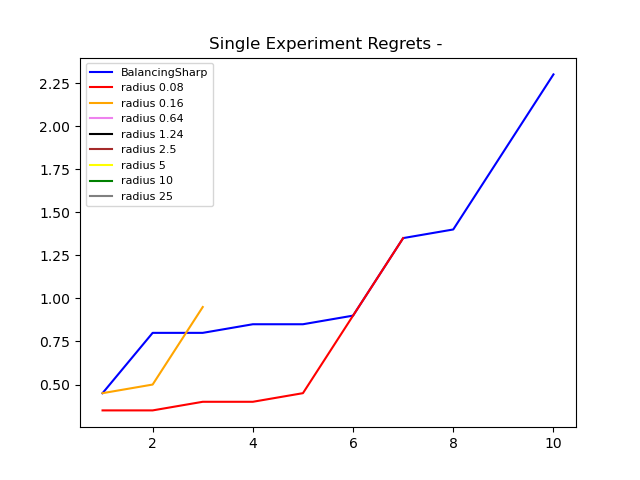 Single Experiment Regrets -
BalancingSharp
radius 0.08
radius 0.16
radius 0.64
radius 1.24
radius 2.5
radius 5
radius 10
radius 25
2.25
2.00
1.75
1.50
1.25
1.00
0.75
0.50
2 4 6 8 10